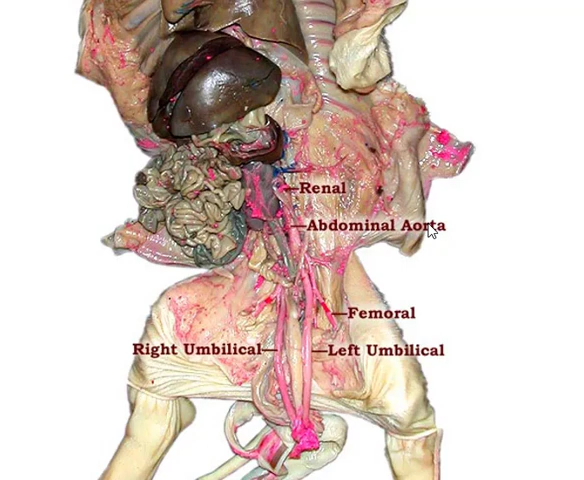 Renal
Abdominal Aorta
Femoral
Right Umbilical
Left Umbilical